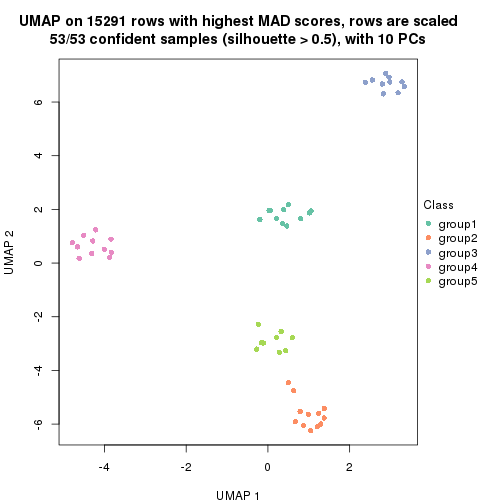 UMAP on 15291 rows with highest MAD scores, rows are scaled
53/53 confident samples (silhouette > 0.5), with 10 PCs
6
4
2
0
-2
-4
-6
UMAP 2
-4
-2
0
2
UMAP 1
Class
group1
group2
group3
group4
group5